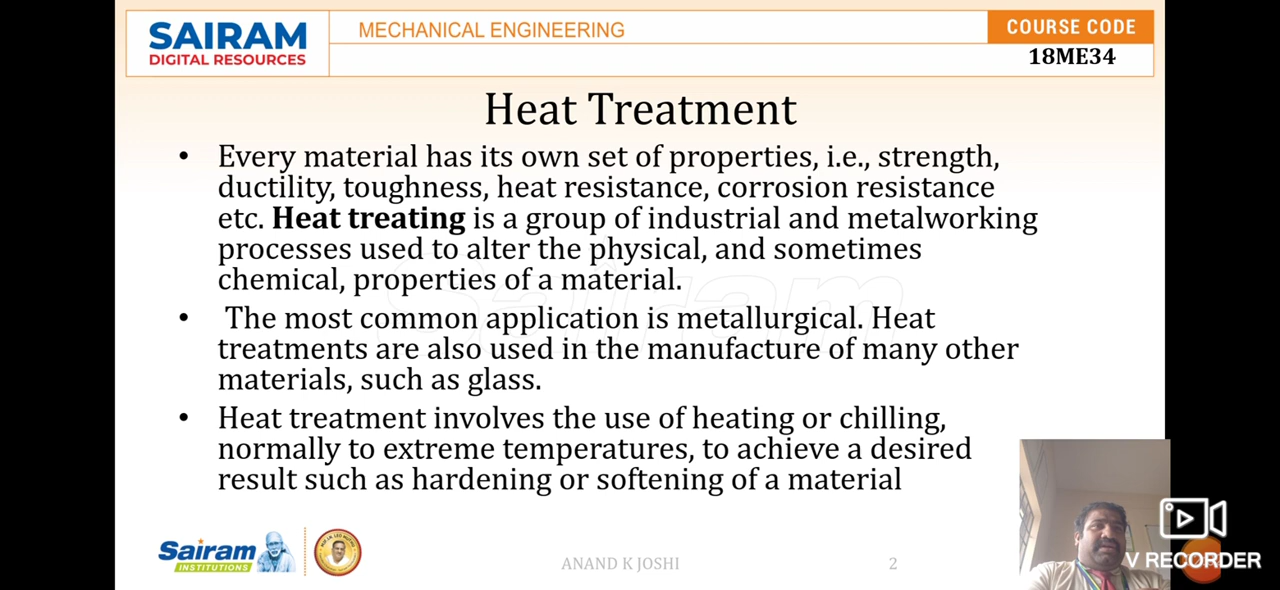 SAIRAM
DIGITAL RESOURCES
MECHANICAL ENGINEERING
COURSE CODE
18ME34
Heat Treatment
• Every material has its own set of properties, i.e., strength,
ductility, toughness, heat resistance, corrosion resistance
etc. Heat treating is a group of industrial and metalworking
processes used to alter the physical, and sometimes
chemical, properties of a material.
• The most common application is metallurgical. Heat
treatments are also used in the manufacture of many other
materials, such as glass.
• Heat treatment involves the use of heating or chilling,
normally to extreme temperatures, to achieve a desired
result such as hardening or softening of a material
Sairam
Sairam
INSTITUTIONS
ANAND K JOSHI
2
V RECORDER